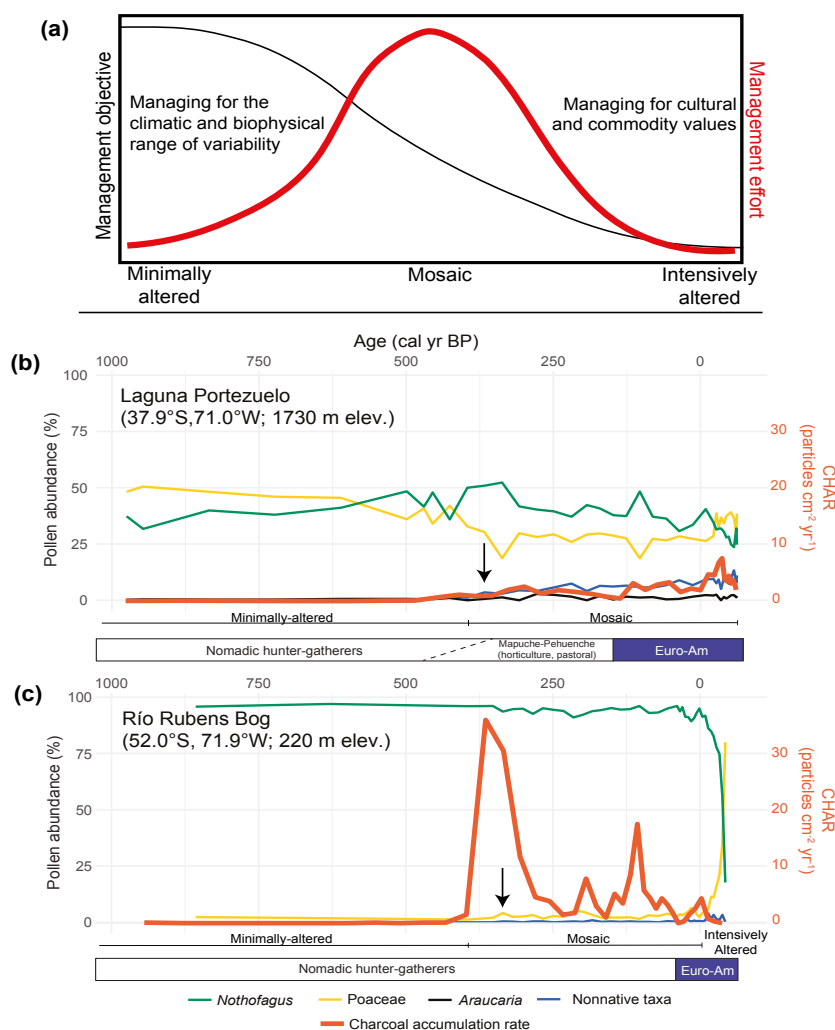 (a)
Management objective
Managing for the
climatic and biophysical
range of variability
Managing for cultural
and commodity values
Management effort
Minimally
altered
Mosaic
Intensively
altered
Age (cal yr BP)
1000
750
500
250
0
(b)
100
75
50
25
0
Pollen abundance (%)
Laguna Portezuelo
(37.9°S,71.0°W; 1730 m elev.)
30
20
10
0
CHAR
(particles cm-2 yr-1)
Minimally-altered
Mosaic
Nomadic hunter-gatherers
Mapuche-Pehuenche
(horticulture, pastoral)
Euro-Am
1000
750
500
250
0
(c)
100
75
50
25
0
Pollen abundance (%)
Río Rubens Bog
(52.0°S, 71.9°W; 220 m elev.)
30
20
10
0
CHAR
(particles cm-2 yr-1)
Minimally-altered
Mosaic
Intensively
Altered
Nomadic hunter-gatherers
Euro-Am
Nothofagus
Poaceae
Araucaria
Nonnative taxa
Charcoal accumulation rate